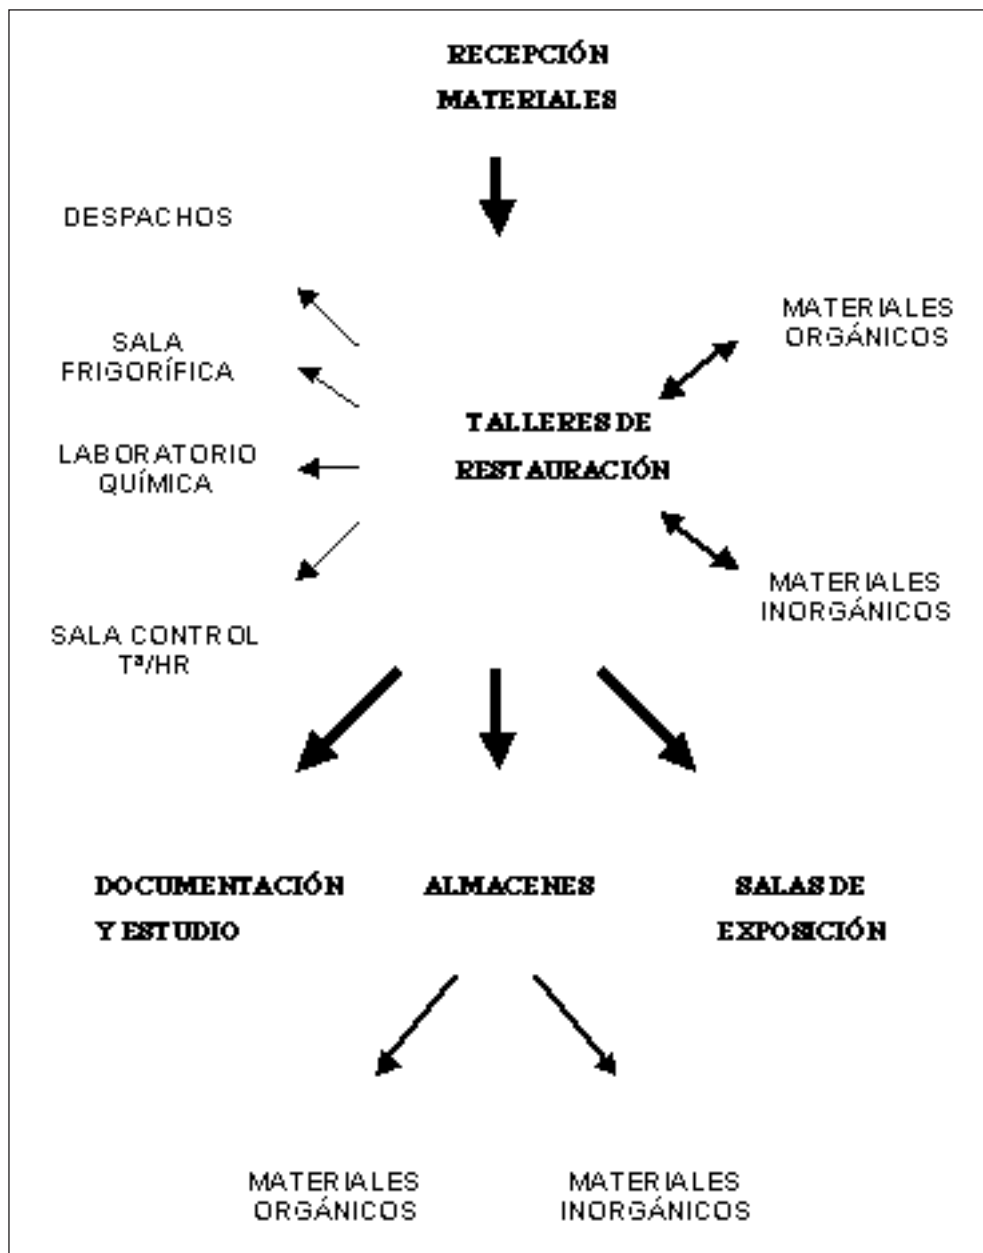 RECEPCIÓN
MATERIALES
DESPACHOS
MATERIALES
ORGÁNICOS
SALA
FRIGORÍFICA
TALLERES DE
RESTAURACIÓN
LABORATORIO
QUÍMICA
MATERIALES
INORGÁNICOS
SALA CONTROL
Tª/HR
DOCUMENTACIÓN
Y ESTUDIO
ALMACENES
SALAS DE
EXPOSICIÓN
MATERIALES
ORGÁNICOS
MATERIALES
INORGÁNICOS